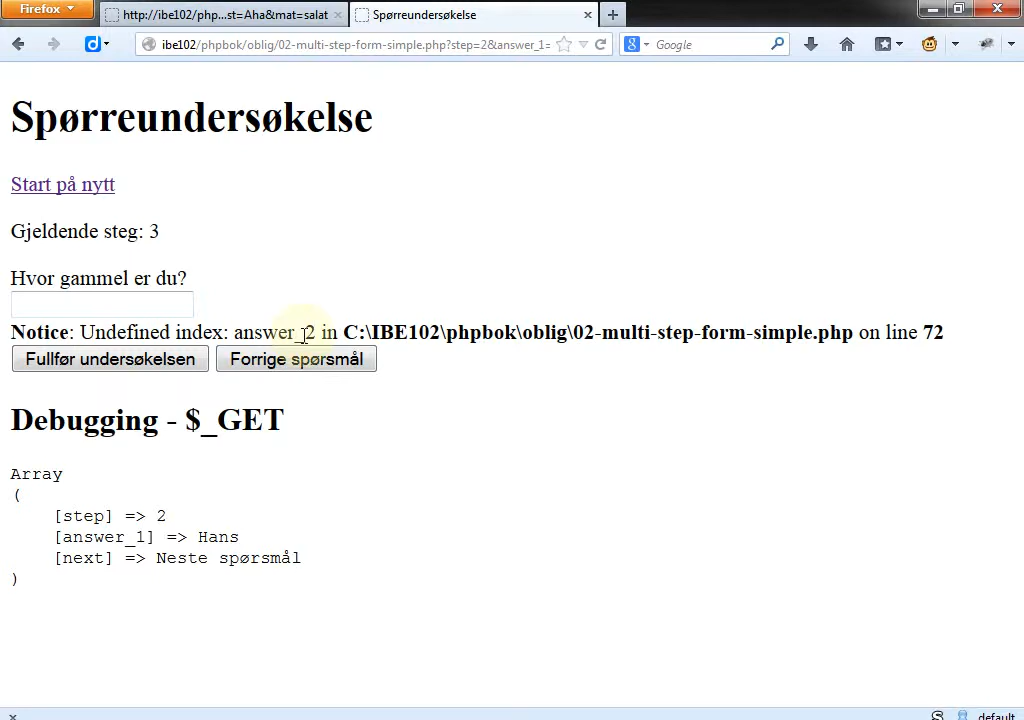 Firefox
http://ibe102/php...st=Aha&mat=salat
Spørreundersøkelse
ibe102/phpbok/oblig/02-multi-step-form-simple.php?step=2&answer_1=
Google
Spørreundersøkelse
Start på nytt
Gjeldende steg: 3
Hvor gammel er du?
Notice: Undefined index: answer_2 in C:\IBE102\phpbok\oblig\02-multi-step-form-simple.php on line 72
Fullfør undersøkelsen Forrige spørsmål
Debugging - $_GET
Array
(
[step] => 2
[answer_1] => Hans
[next] => Neste spørsmål
)
default